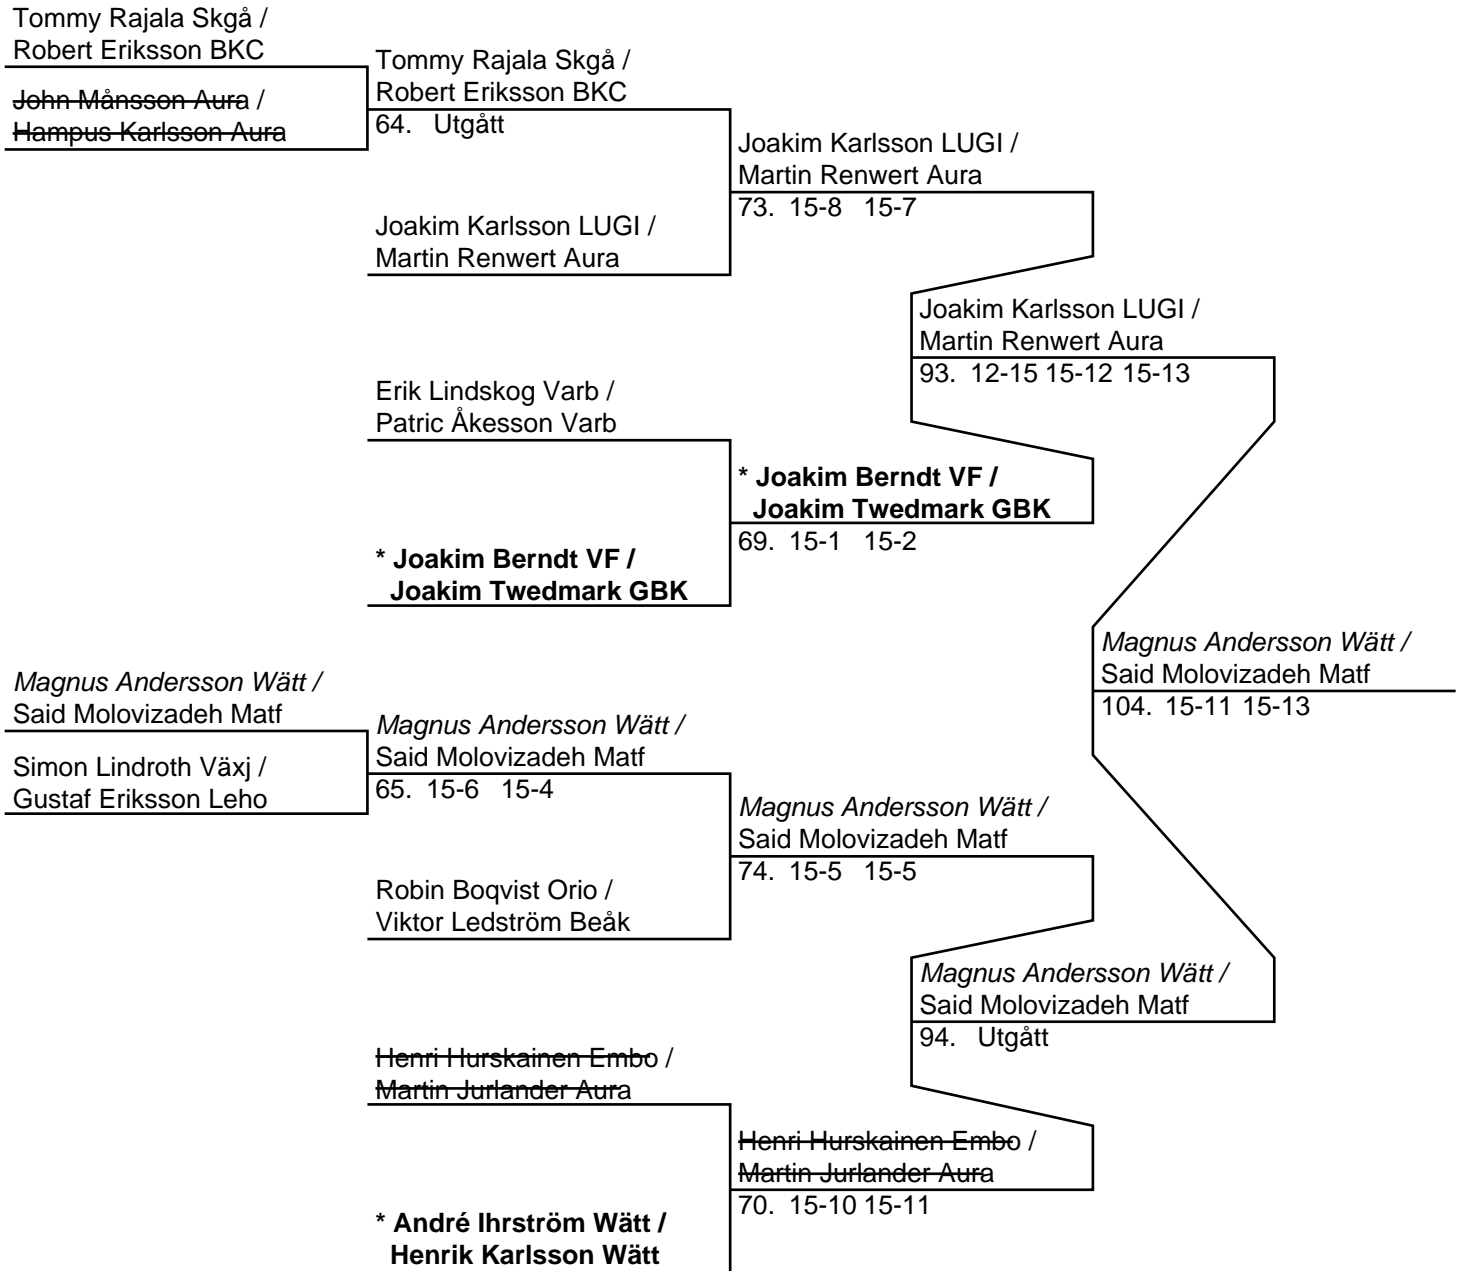 Tommy Rajala Skgå /
Robert Eriksson BKC
John Månsson Aura /
Hampus Karlsson Aura
Tommy Rajala Skgå /
Robert Eriksson BKC
64. Utgått
Joakim Karlsson LUGI /
Martin Renwert Aura
Joakim Karlsson LUGI /
Martin Renwert Aura
73. 15-8 15-7
Erik Lindskog Varb /
Patric Åkesson Varb
* Joakim Berndt VF /
Joakim Twedmark GBK
* Joakim Berndt VF /
Joakim Twedmark GBK
69. 15-1 15-2
Joakim Karlsson LUGI /
Martin Renwert Aura
93. 12-15 15-12 15-13
Magnus Andersson Wätt /
Said Molovizadeh Matf
Simon Lindroth Växj /
Gustaf Eriksson Leho
Magnus Andersson Wätt /
Said Molovizadeh Matf
65. 15-6 15-4
Robin Boqvist Orio /
Viktor Ledström Beåk
Magnus Andersson Wätt /
Said Molovizadeh Matf
74. 15-5 15-5
Henri Hurskainen Embo /
Martin Jurlander Aura
* André Ihrström Wätt /
Henrik Karlsson Wätt
Henri Hurskainen Embo /
Martin Jurlander Aura
70. 15-10 15-11
Magnus Andersson Wätt /
Said Molovizadeh Matf
94. Utgått
Magnus Andersson Wätt /
Said Molovizadeh Matf
104. 15-11 15-13